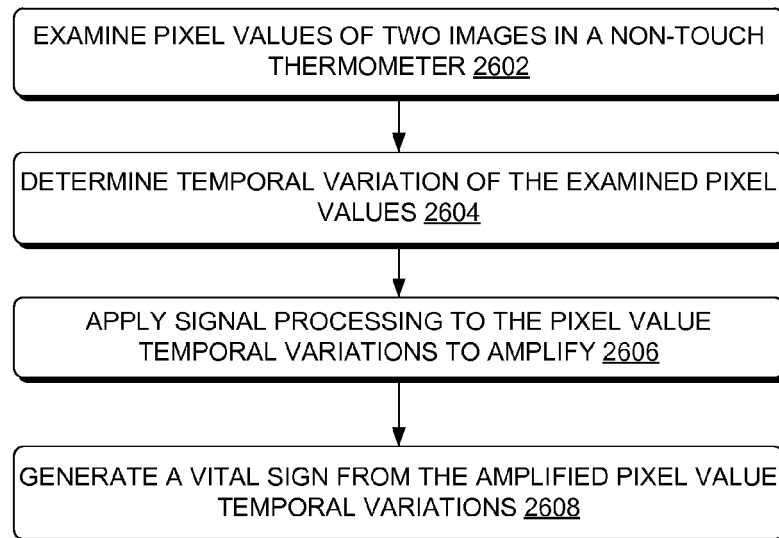 EXAMINE PIXEL VALUES OF TWO IMAGES IN A NON-TOUCH
THERMOMETER 2602
DETERMINE TEMPORAL VARIATION OF THE EXAMINED PIXEL
VALUES 2604
APPLY SIGNAL PROCESSING TO THE PIXEL VALUE
TEMPORAL VARIATIONS TO AMPLIFY 2606
GENERATE A VITAL SIGN FROM THE AMPLIFIED PIXEL VALUE
TEMPORAL VARIATIONS 2608